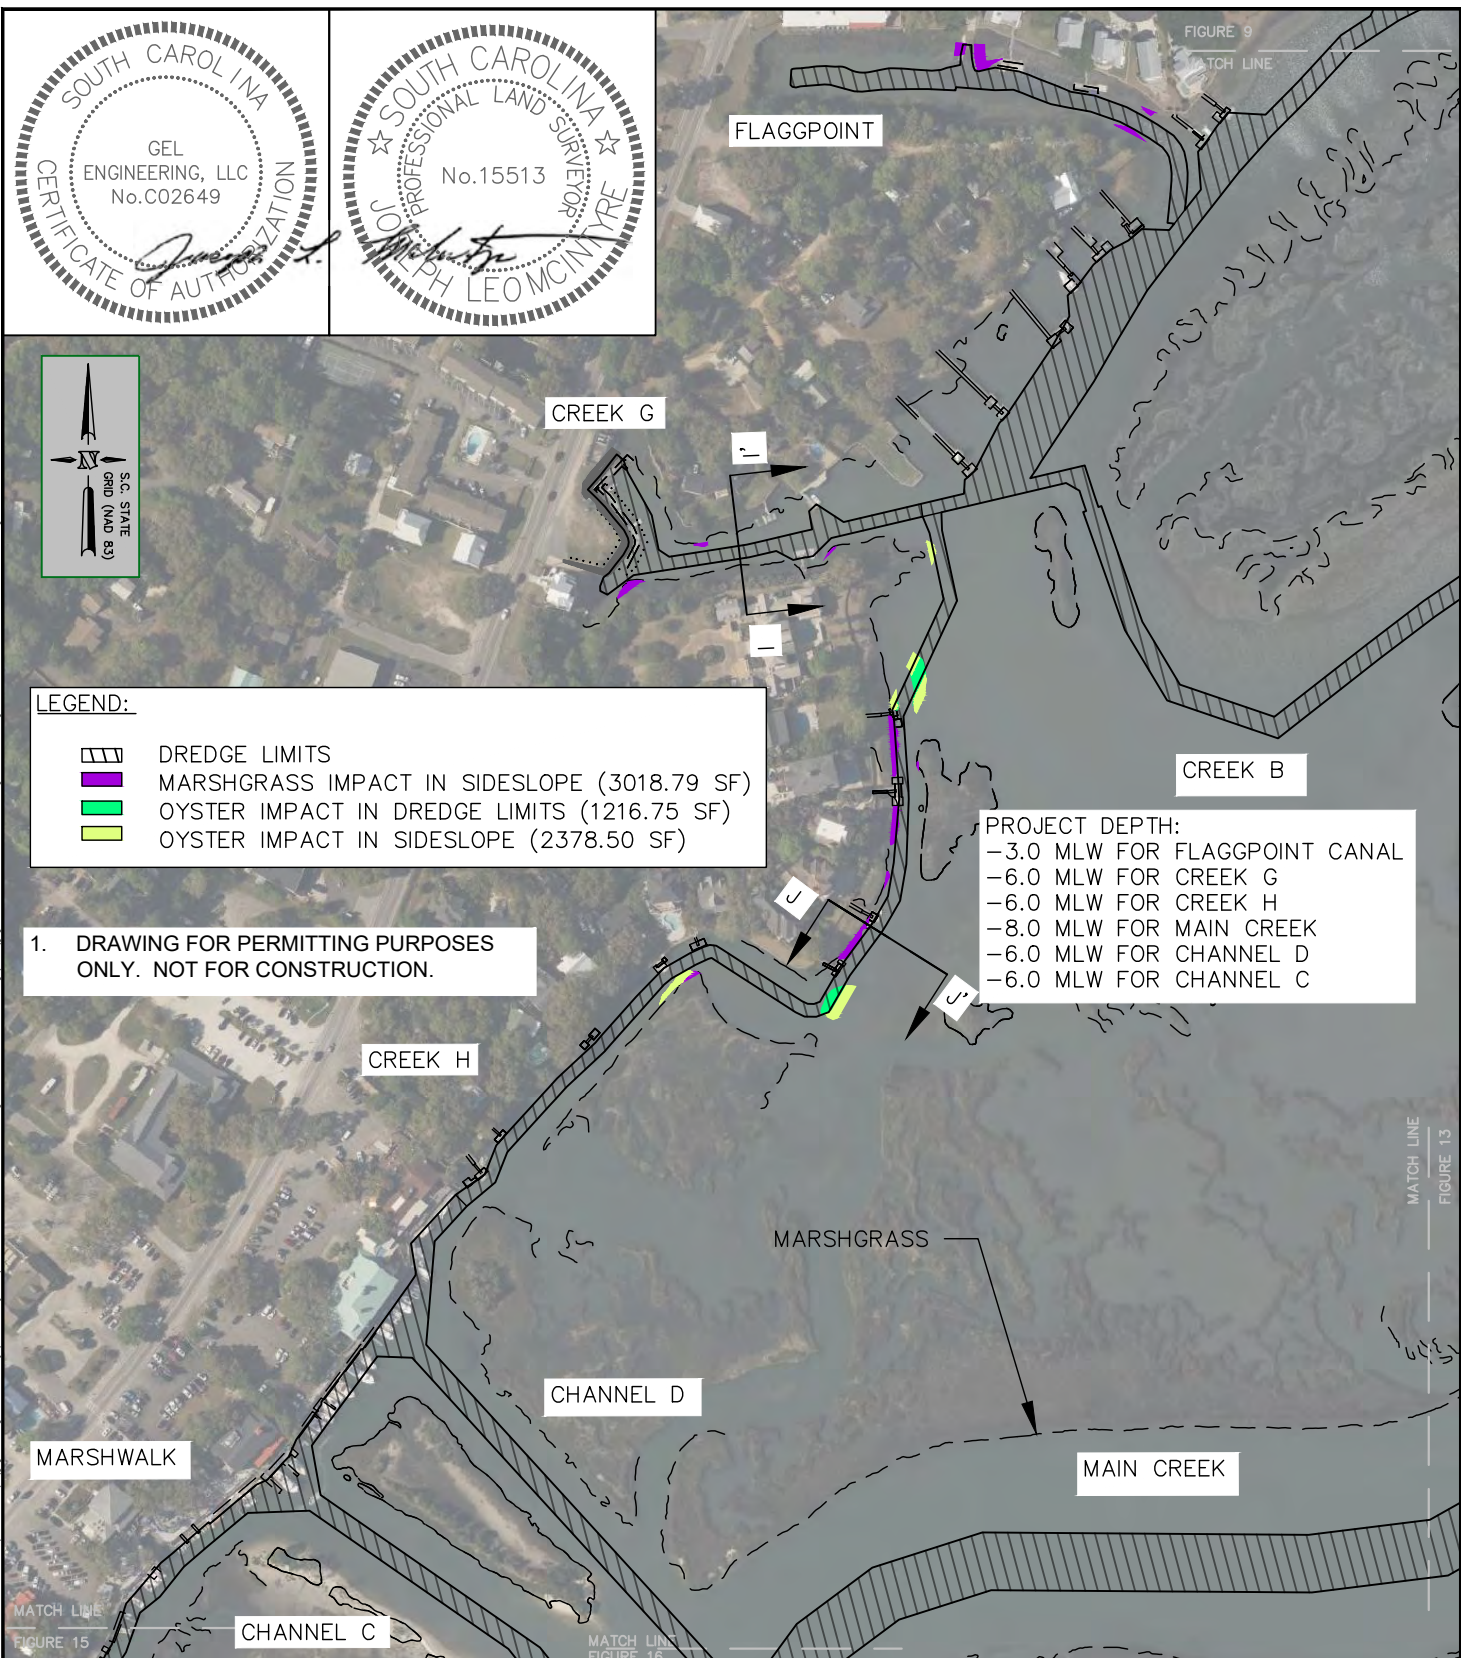 SOUTH CAROLINA
GEL
ENGINEERING, LLC
No.C02649
CERTIFICATE OF AUTHORIZATION
SOUTH CAROLINA
PROFESSIONAL LAND SURVEYOR
No.15513
JOSEPH LEO MCINTYRE
FIGURE 9
MATCH LINE
FLAGGPOINT
S.C. STATE
GRID (NAD 83)
CREEK G
I'
I
LEGEND:
DREDGE LIMITS
MARSHGRASS IMPACT IN SIDESLOPE (3018.79 SF)
OYSTER IMPACT IN DREDGE LIMITS (1216.75 SF)
OYSTER IMPACT IN SIDESLOPE (2378.50 SF)
CREEK B
PROJECT DEPTH:
-3.0 MLW FOR FLAGGPOINT CANAL
-6.0 MLW FOR CREEK G
-6.0 MLW FOR CREEK H
-8.0 MLW FOR MAIN CREEK
-6.0 MLW FOR CHANNEL D
-6.0 MLW FOR CHANNEL C
J
J'
1. DRAWING FOR PERMITTING PURPOSES
ONLY. NOT FOR CONSTRUCTION.
CREEK H
MATCH LINE
FIGURE 13
MARSHGRASS
CHANNEL D
MARSHWALK
MAIN CREEK
MATCH LINE
FIGURE 15
CHANNEL C
MATCH LINE
FIGURE 16